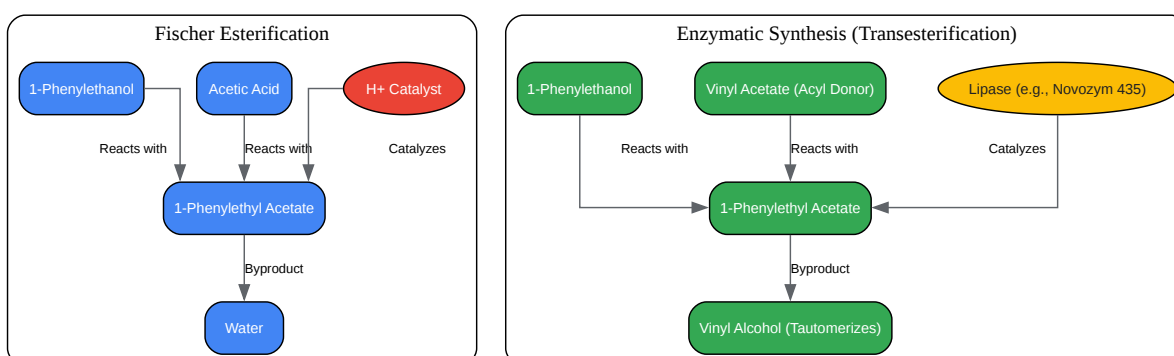 Fischer Esterification
1-Phenylethanol
Acetic Acid
H+ Catalyst
Reacts with
Reacts with
Catalyzes
1-Phenylethyl Acetate
Byproduct
Water
Enzymatic Synthesis (Transesterification)
1-Phenylethanol
Vinyl Acetate (Acyl Donor)
Lipase (e.g., Novozym 435)
Reacts with
Reacts with
Catalyzes
1-Phenylethyl Acetate
Byproduct
Vinyl Alcohol (Tautomerizes)